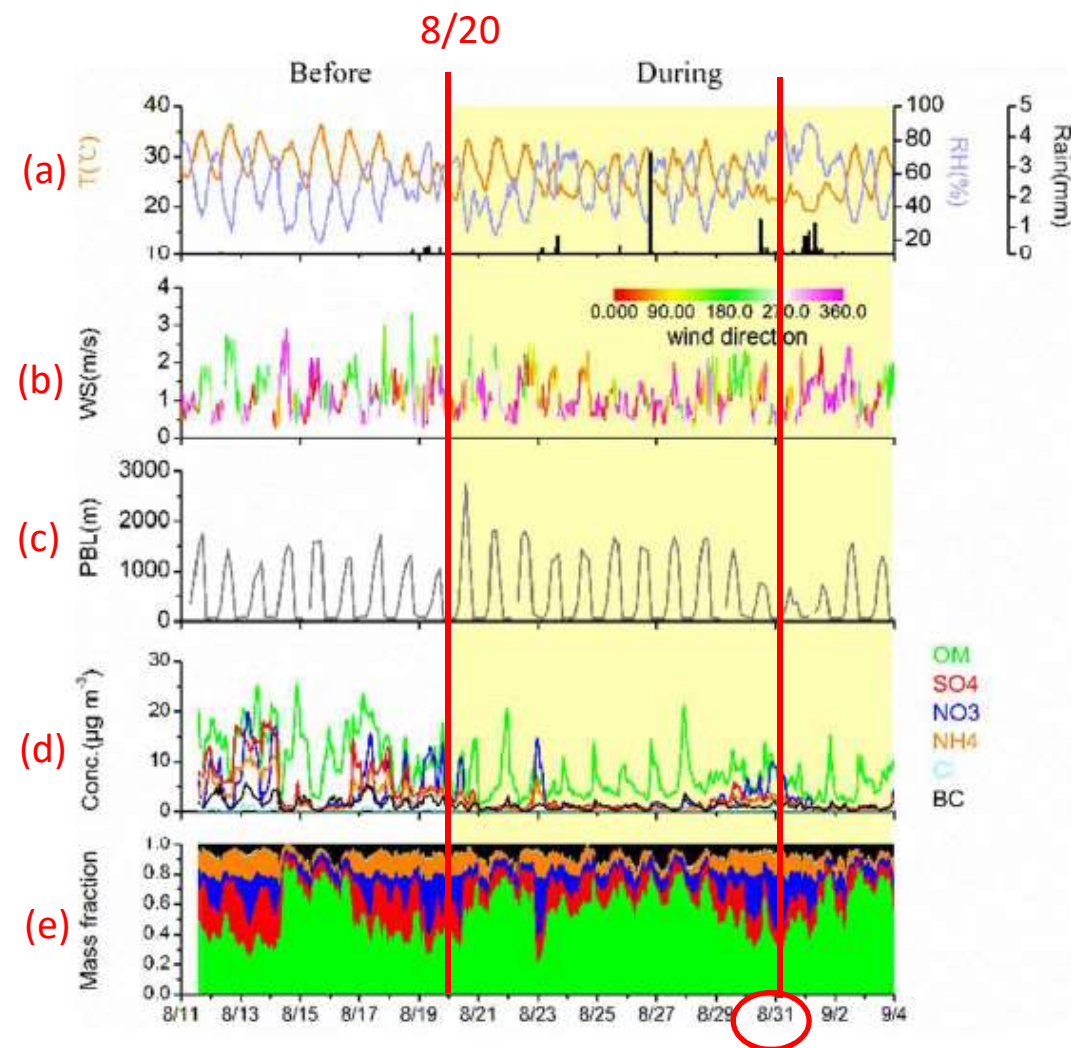 8/20
Before During
(a)
T(℃)
40
30
20
10
100
80
60
40
20
RH(%)
5
4
3
2
1
0
Rain(mm)
(b)
WS(m/s)
4
3
2
1
0
0.000 90.00 180.0 270.0 360.0
wind direction
(c)
PBL(m)
3000
2000
1000
0
(d)
Conc.(μg m⁻³)
30
20
10
0
OM
SO4
NO3
NH4
Cl
BC
(e)
Mass fraction
1.0
0.8
0.6
0.4
0.2
0.0
8/11 8/13 8/15 8/17 8/19 8/21 8/23 8/25 8/27 8/29 8/31 9/2 9/4